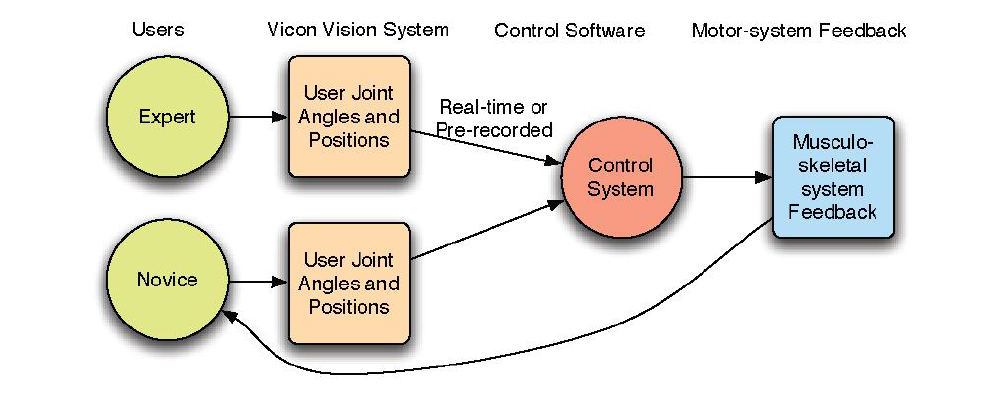 Users
Vicon Vision System
Control Software
Motor-system Feedback
Expert
User Joint
Angles and
Positions
Real-time or
Pre-recorded
Control
System
Musculo-
skeletal
system
Feedback
Novice
User Joint
Angles and
Positions